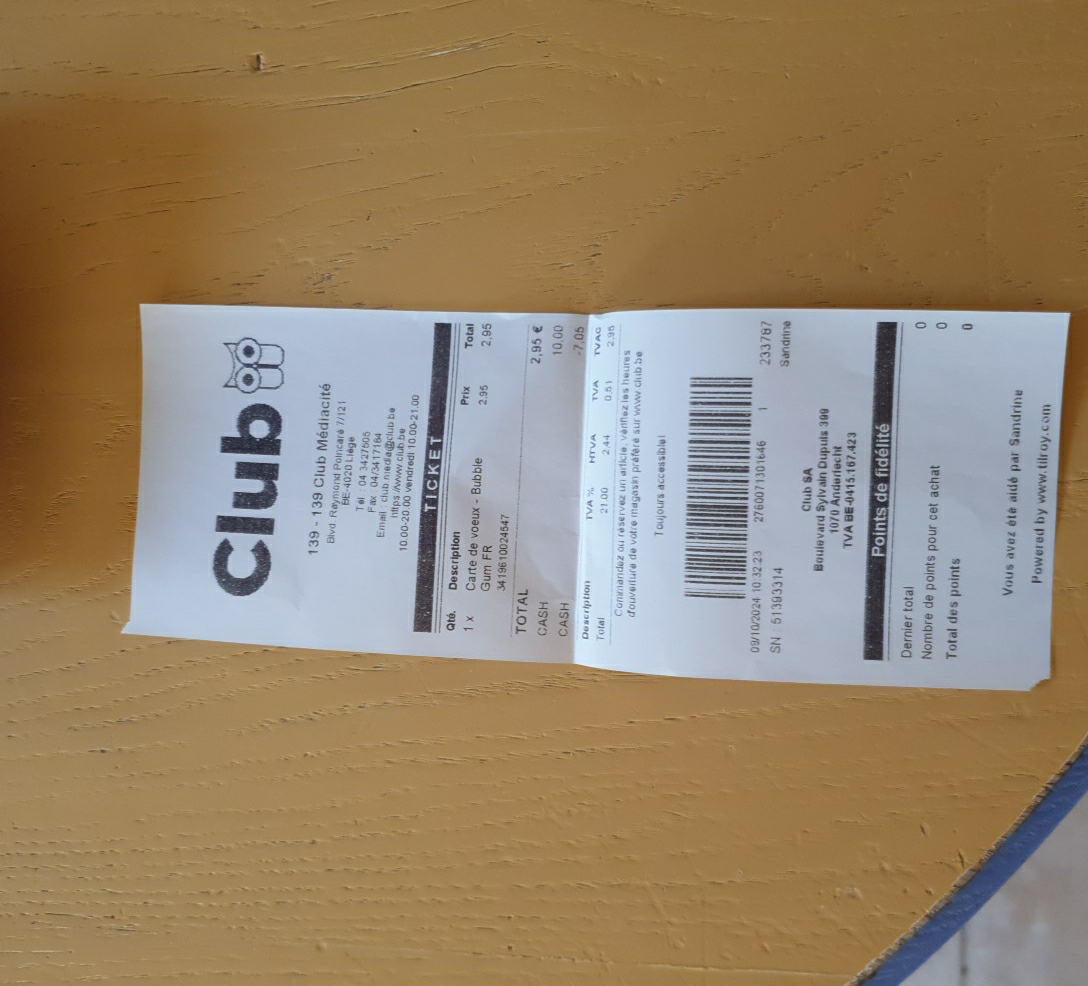 Club
139 - 139 Club Médiacité
Blvd. Raymond Poincaré 7/121
BE-4020 Liège
Tel 04 3427605
Fax 04/3417164
Email : club.media@club.be
https://www.club.be
10.00-20.00 vendredi 10.00-21.00
TICKET
Qté. Description Prix Total
1 x Carte de voeux - Bubble 2,95 2,95
Gum FR
3419610024547
TOTAL 2,95 €
CASH 10,00
CASH -7,05
Description TVA % HTVA TVA TVAC
Total 21.00 2,44 0,51 2,95
Commandez ou réservez un article, vérifiez les heures
d'ouverture de votre magasin préféré sur www.club.be
Toujours accessible!
09/10/2024 10:32:23 2760071301646 1 233787
SN : 51393314 Sandrine
Club SA
Boulevard Sylvain Dupuis 399
1070 Anderlecht
TVA BE-0415.167.423
Points de fidélité
Dernier total 0
Nombre de points pour cet achat 0
Total des points 0
Vous avez été aidé par Sandrine
Powered by www.tilroy.com